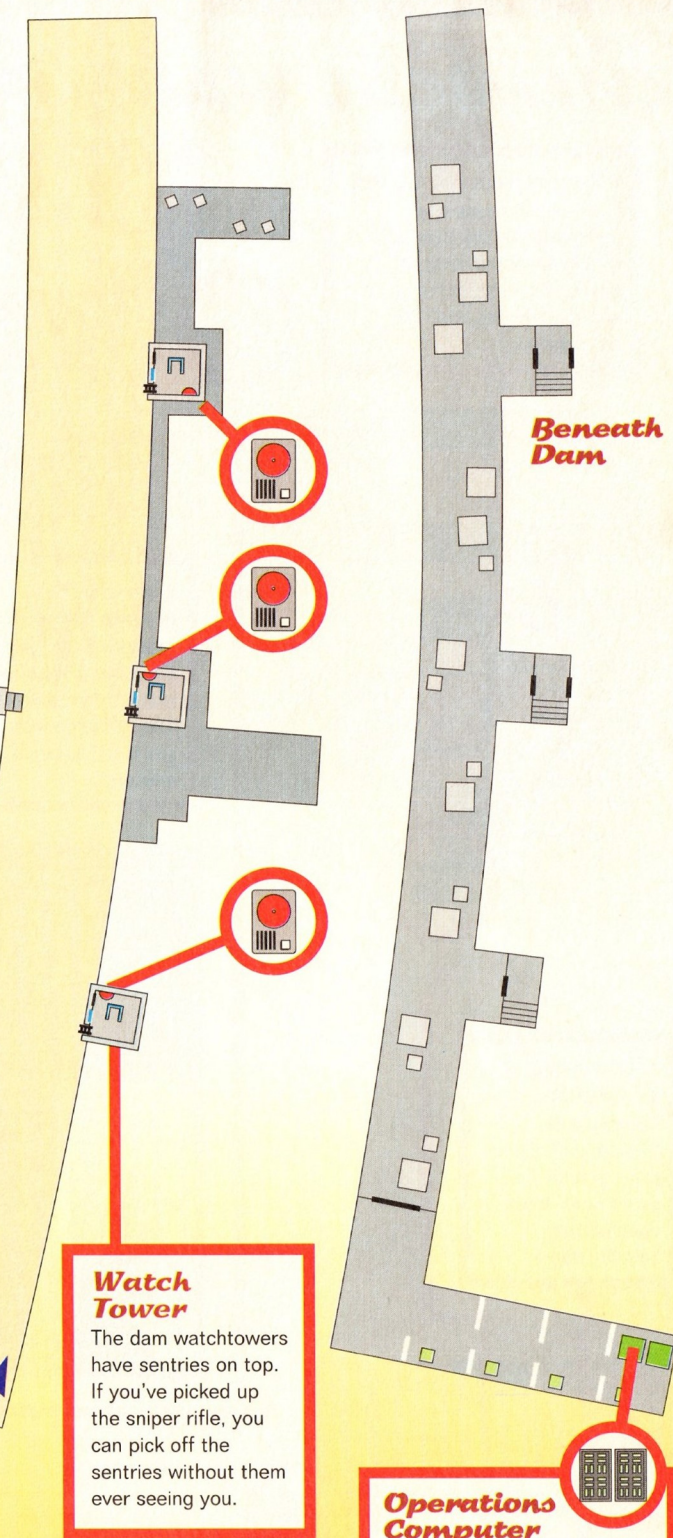 Beneath
Dam
Watch
Tower
The dam watchtowers
have sentries on top.
If you've picked up
the sniper rifle, you
can pick off the
sentries without them
ever seeing you.
Operations
Computer